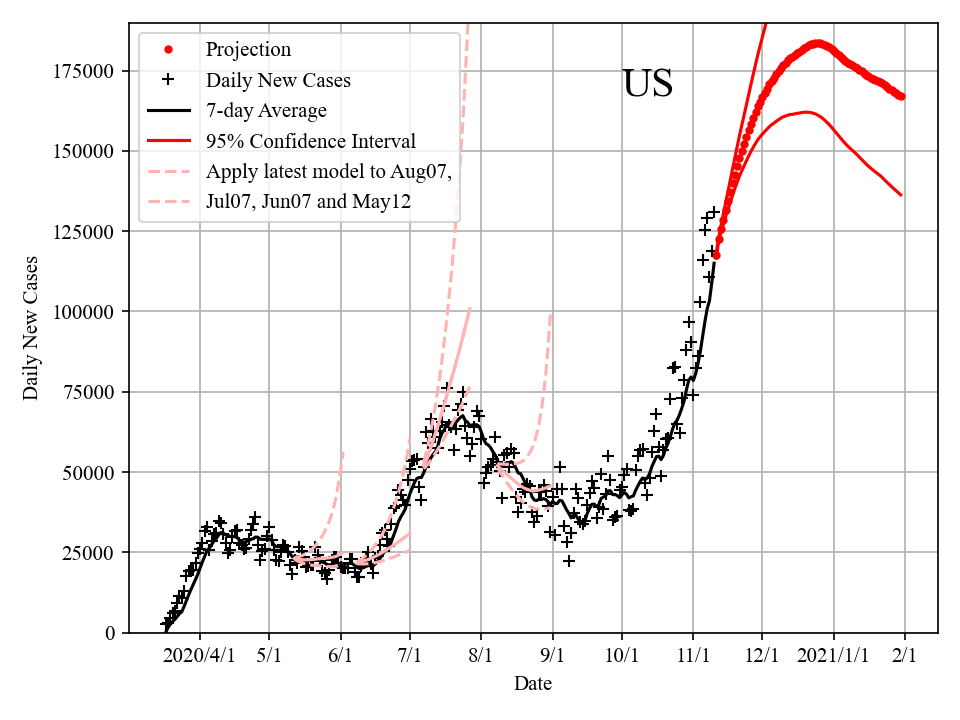 Projection
Daily New Cases
7-day Average
95% Confidence Interval
Apply latest model to Aug07,
Jul07, Jun07 and May12
US
Daily New Cases
175000
150000
125000
100000
75000
50000
25000
0
2020/4/1 5/1 6/1 7/1 8/1 9/1 10/1 11/1 12/1 2021/1/1 2/1
Date